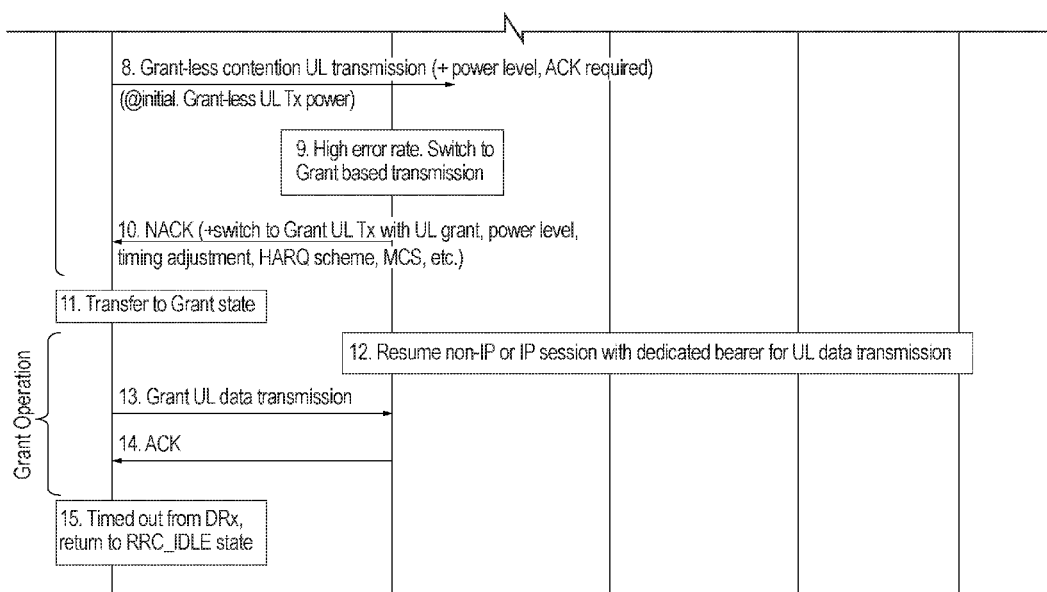 8. Grant-less contention UL transmission (+ power level, ACK required)
(@initial. Grant-less UL Tx power)
9. High error rate. Switch to
Grant based transmission
10. NACK (+switch to Grant UL Tx with UL grant, power level,
timing adjustment, HARQ scheme, MCS, etc.)
11. Transfer to Grant state
12. Resume non-IP or IP session with dedicated bearer for UL data transmission
Grant Operation
13. Grant UL data transmission
14. ACK
15. Timed out from DRx,
return to RRC_IDLE state